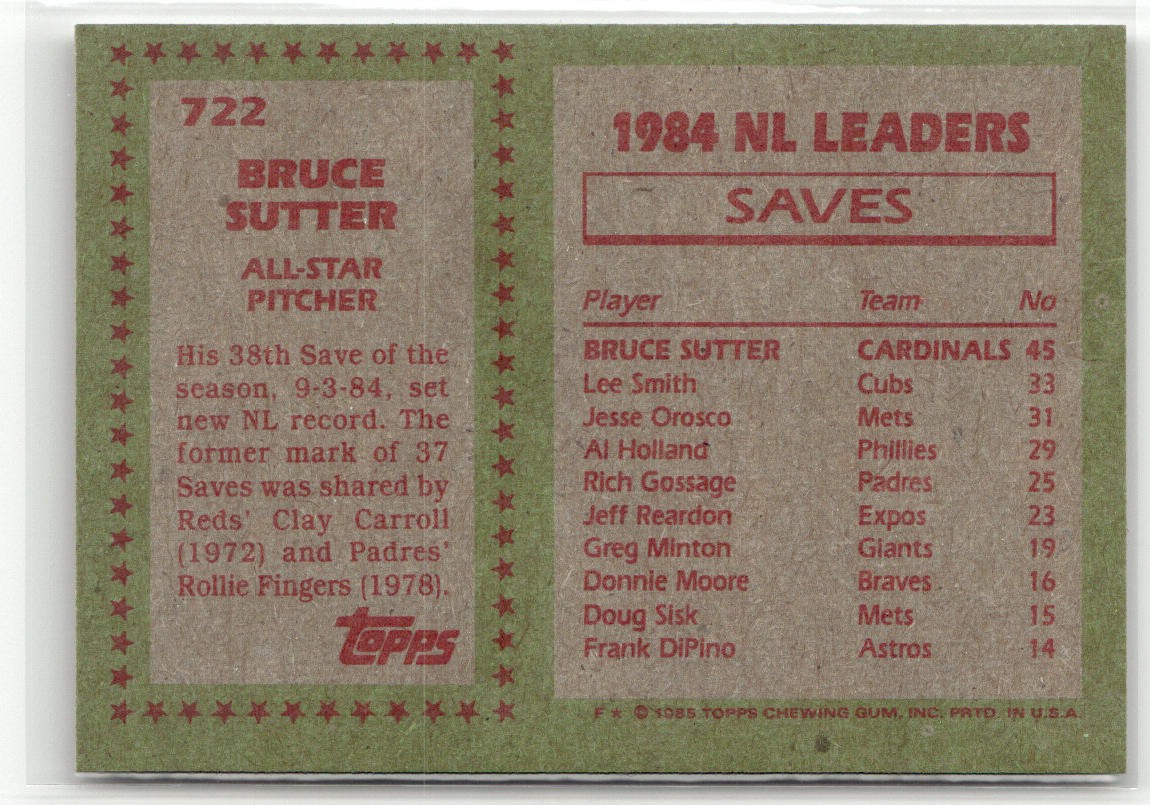 722
BRUCE
SUTTER
ALL-STAR
PITCHER
His 38th Save of the
season, 9-3-84, set
new NL record. The
former mark of 37
Saves was shared by
Reds' Clay Carroll
(1972) and Padres'
Rollie Fingers (1978).
topps
1984 NL LEADERS
SAVES
Player Team No
BRUCE SUTTER CARDINALS 45
Lee Smith Cubs 33
Jesse Orosco Mets 31
Al Holland Phillies 29
Rich Gossage Padres 25
Jeff Reardon Expos 23
Greg Minton Giants 19
Donnie Moore Braves 16
Doug Sisk Mets 15
Frank DiPino Astros 14
F ★ © 1985 TOPPS CHEWING GUM, INC. PRTD. IN U.S.A.